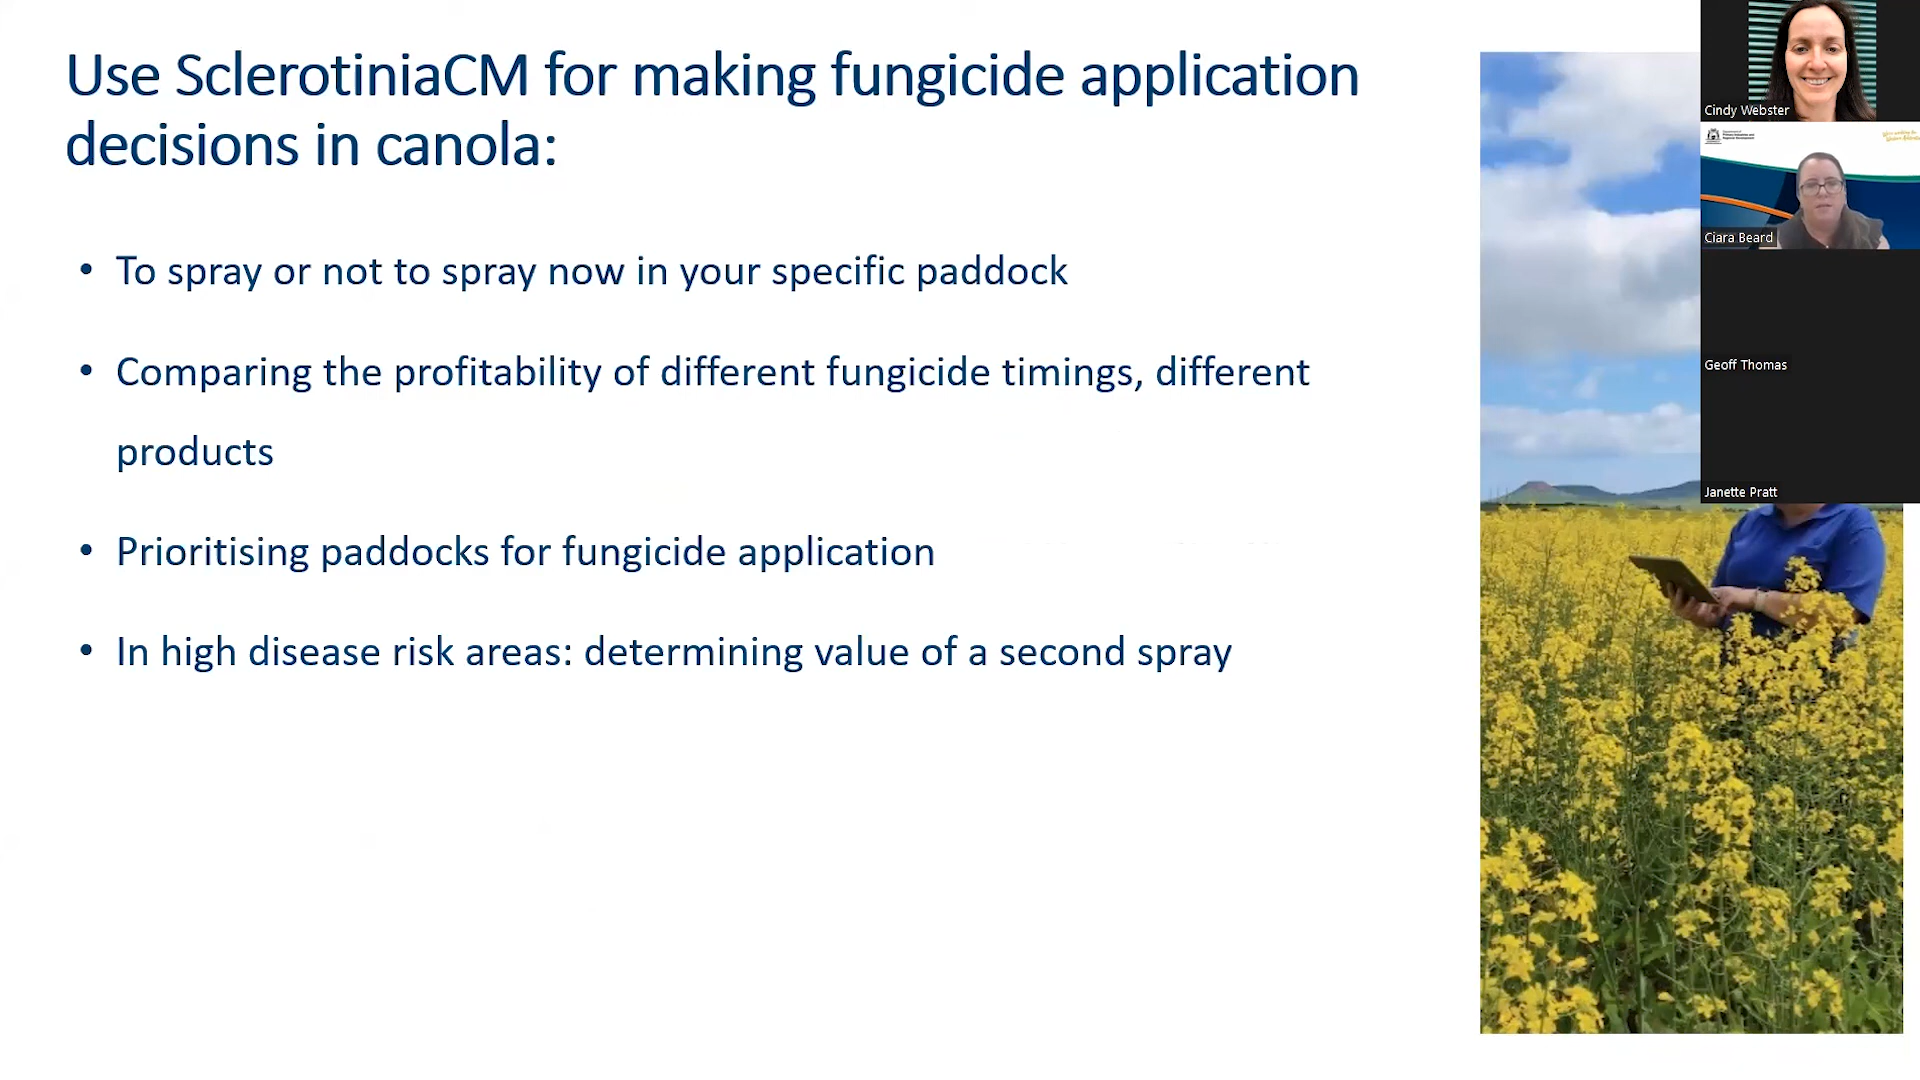 Use SclerotiniaCM for making fungicide application
decisions in canola:
• To spray or not to spray now in your specific paddock
• Comparing the profitability of different fungicide timings, different
products
• Prioritising paddocks for fungicide application
• In high disease risk areas: determining value of a second spray
Cindy Webster
Ciara Beard
Geoff Thomas
Janette Pratt